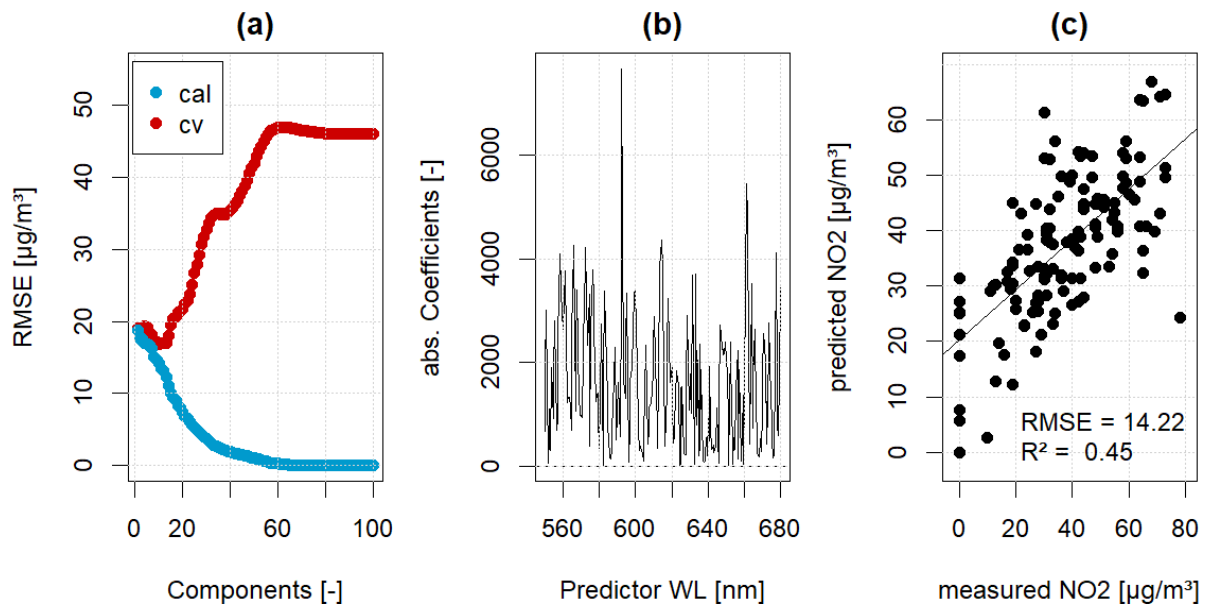 (a)
cal
cv
RMSE [µg/m³]
50
40
30
20
10
0
0
20
60
100
Components [-]
(b)
abs. Coefficients [-]
6000
4000
2000
0
560
600
640
680
Predictor WL [nm]
(c)
predicted NO2 [µg/m³]
60
50
40
30
20
10
0
RMSE = 14.22
R² = 0.45
0
20
40
60
80
measured NO2 [µg/m³]